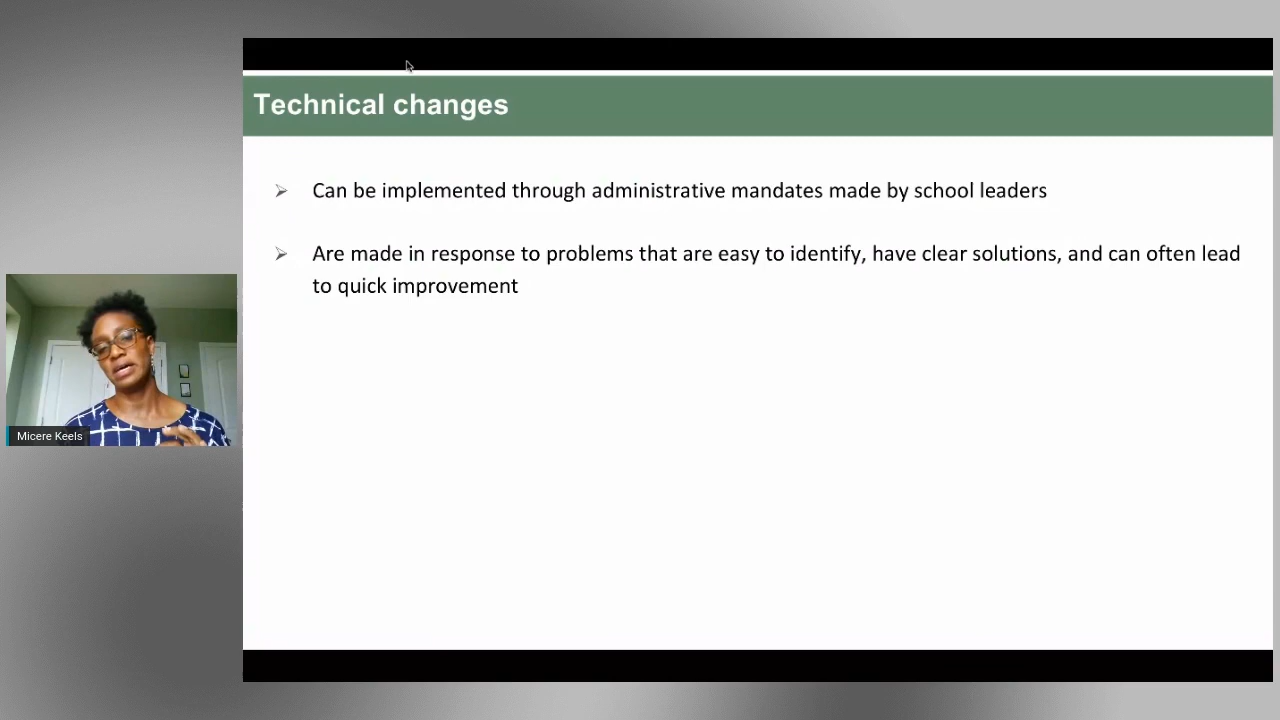 Technical changes
Can be implemented through administrative mandates made by school leaders
Are made in response to problems that are easy to identify, have clear solutions, and can often lead
to quick improvement
Micere Keels